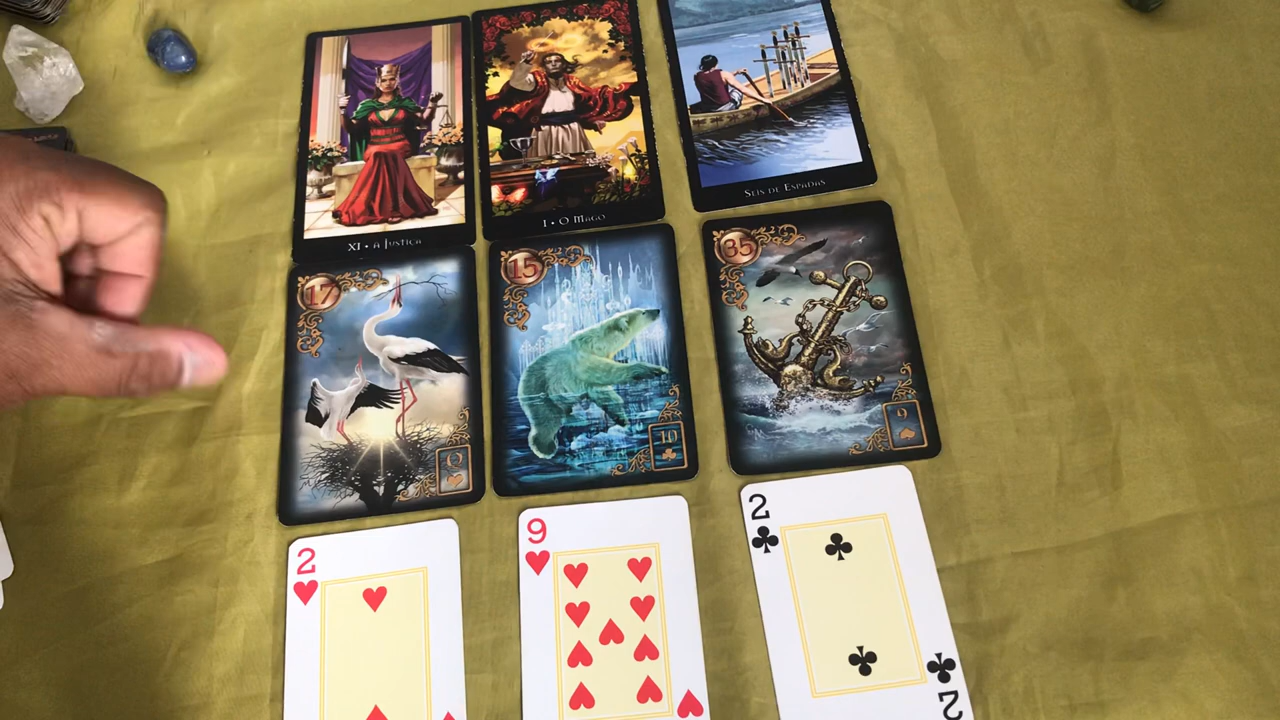 XI • A Justiça
I • O Mago
Seis de Espadas
17
15
35
Q
10
9
2
9
2
2